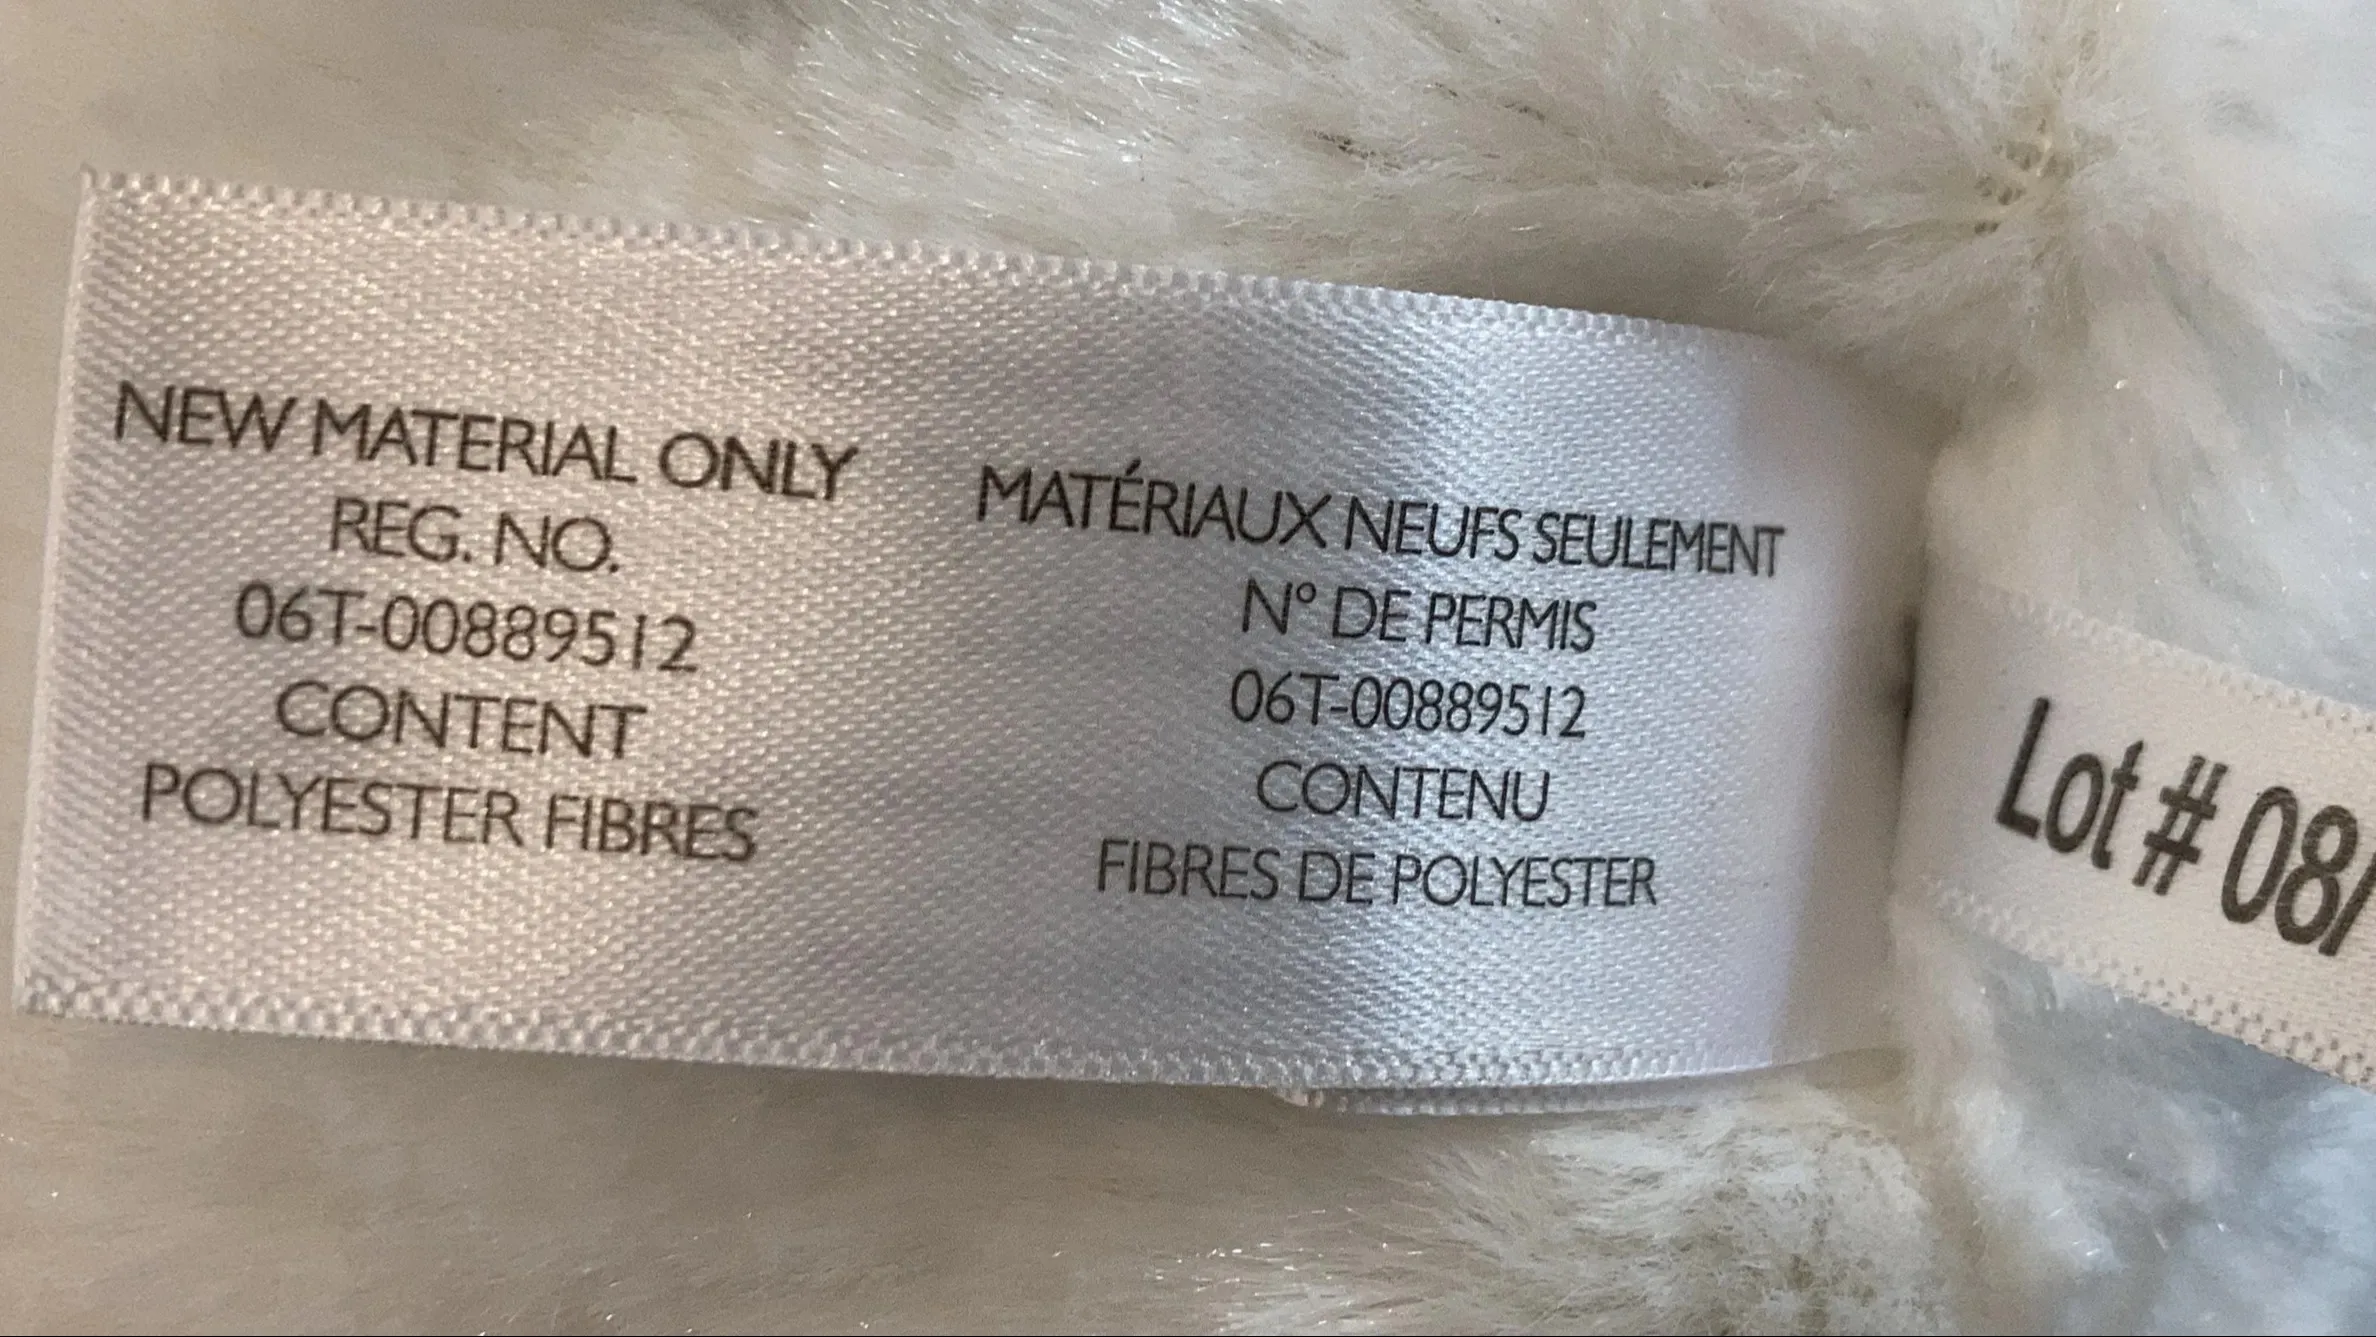 NEW MATERIAL ONLY
REG. NO.
06T-00889512
CONTENT
POLYESTER FIBRES
MATÉRIAUX NEUFS SEULEMENT
N° DE PERMIS
06T-00889512
CONTENU
FIBRES DE POLYESTER
Lot # 08/